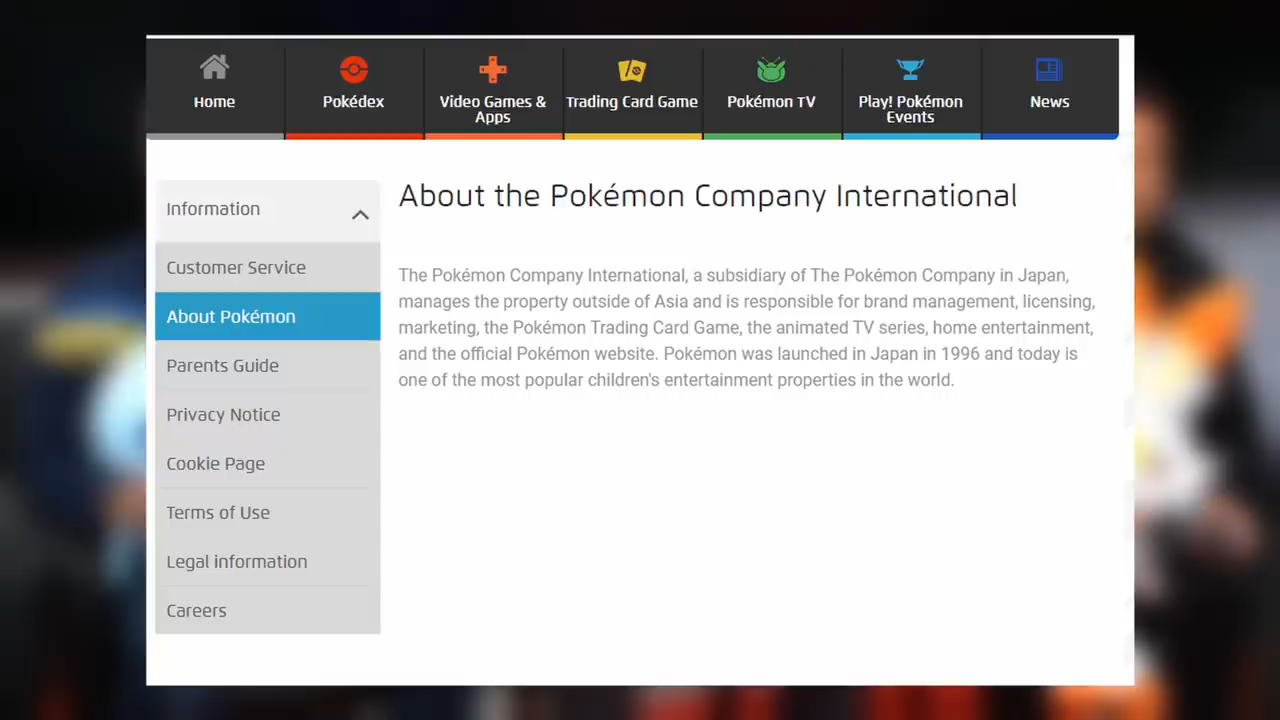 Home
Pokédex
Video Games &
Apps
Trading Card Game
Pokémon TV
Play! Pokémon
Events
News
Information
Customer Service
About Pokémon
Parents Guide
Privacy Notice
Cookie Page
Terms of Use
Legal information
Careers
About the Pokémon Company International
The Pokémon Company International, a subsidiary of The Pokémon Company in Japan,
manages the property outside of Asia and is responsible for brand management, licensing,
marketing, the Pokémon Trading Card Game, the animated TV series, home entertainment,
and the official Pokémon website. Pokémon was launched in Japan in 1996 and today is
one of the most popular children's entertainment properties in the world.